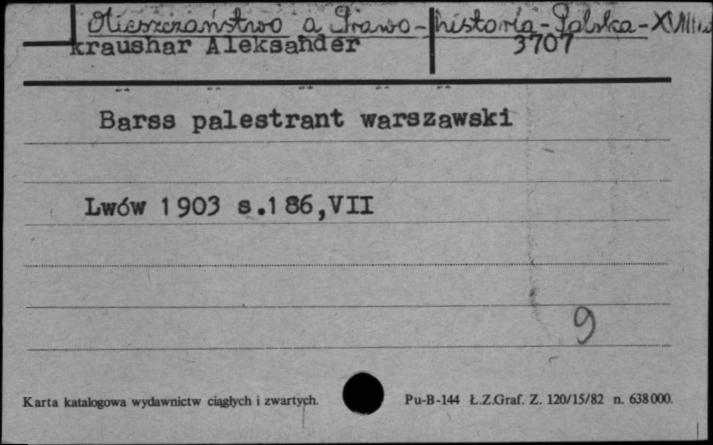 Mieszczaństwo a Prawo-historia-Polska-XVIII w
kraushar Aleksander 3707
Barss palestrant warszawski
Lwów 1903 s.186,VII
9
Karta katalogowa wydawnictw ciągłych i zwartych. Pu-B-144 Ł.Z.Graf. Z. 120/15/82 n. 638000.